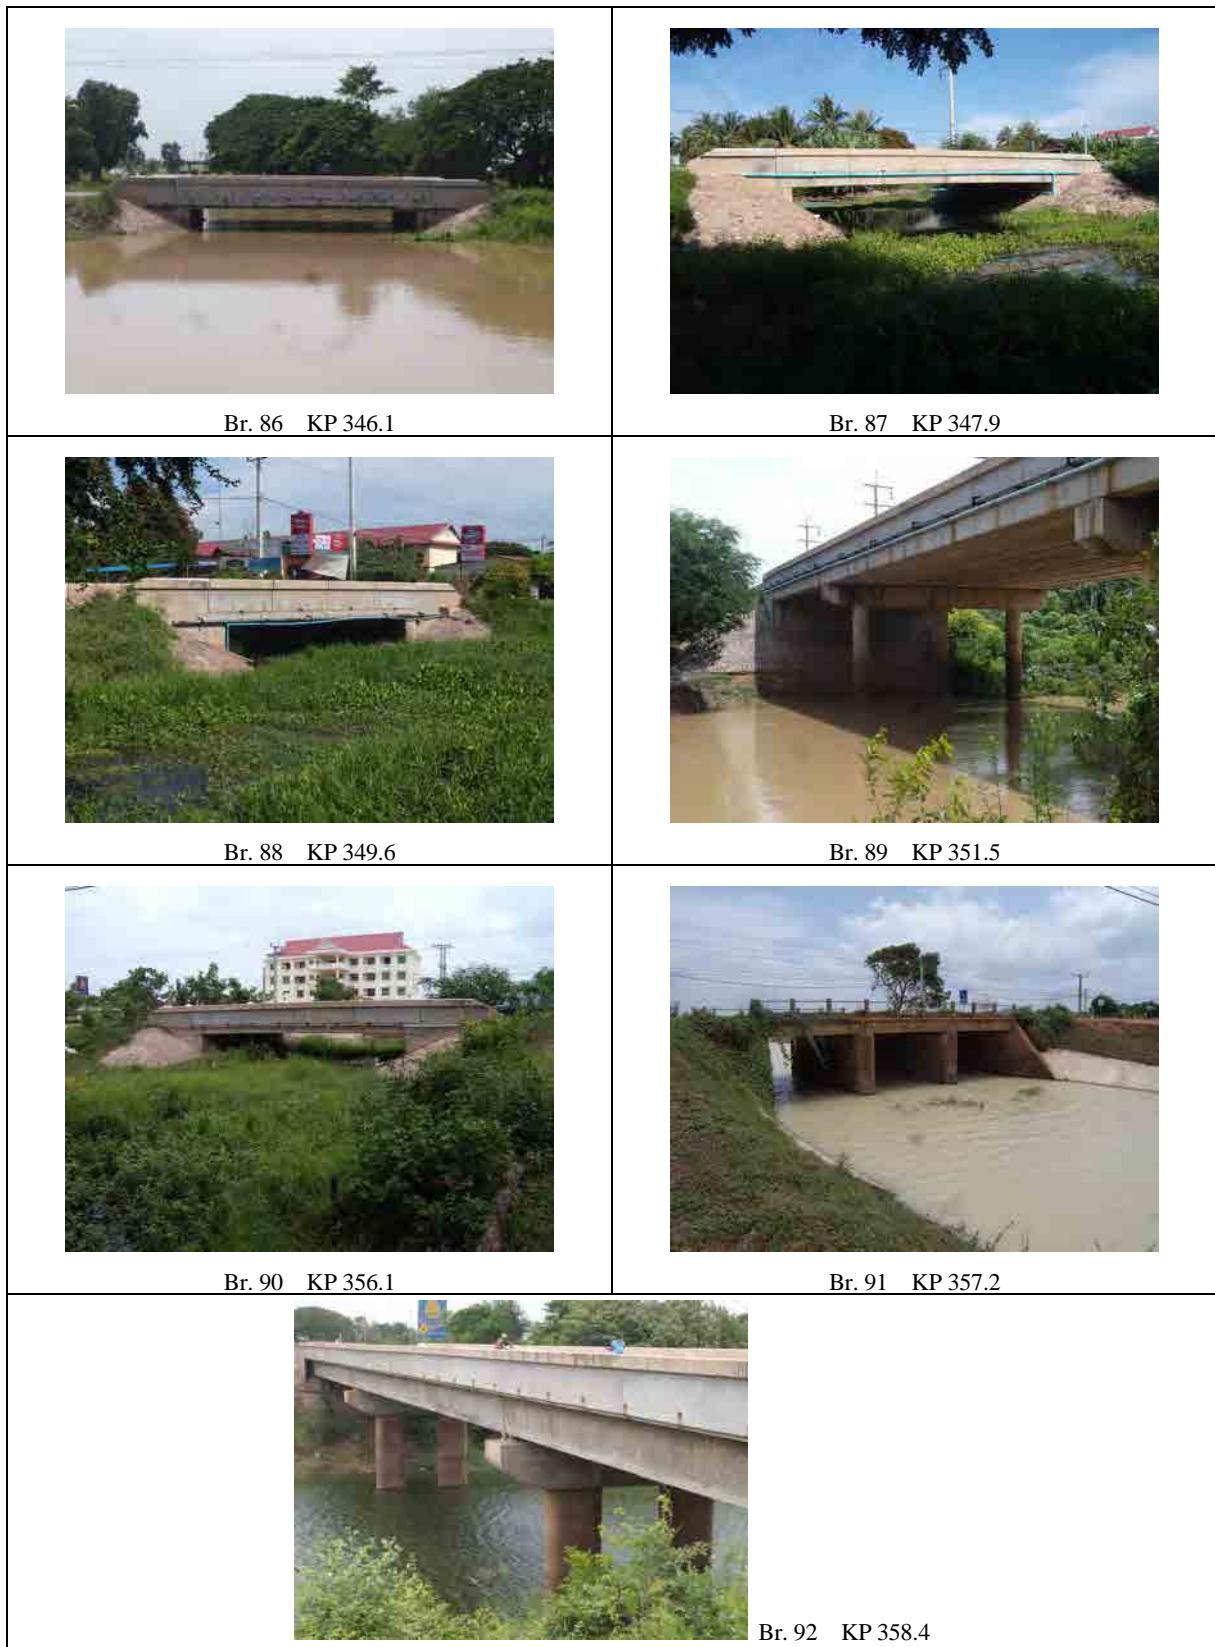 Br. 86 KP 346.1
Br. 87 KP 347.9
Br. 88 KP 349.6
Br. 89 KP 351.5
Br. 90 KP 356.1
Br. 91 KP 357.2
Br. 92 KP 358.4